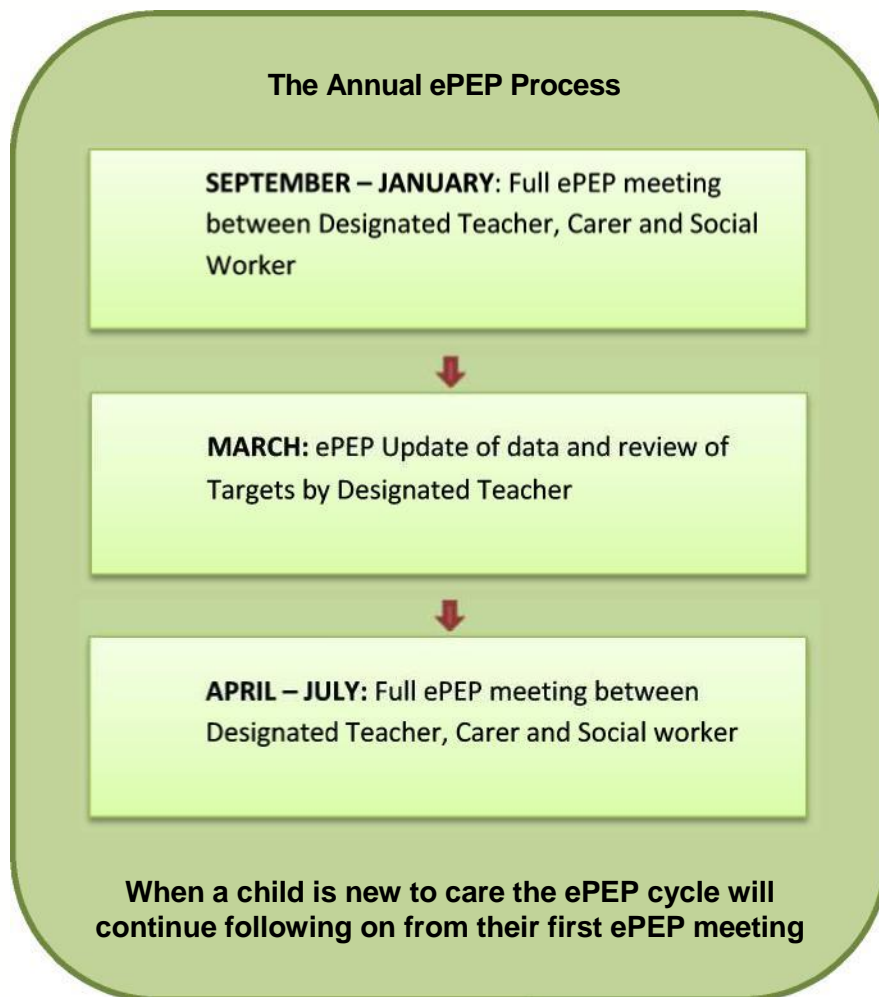 The Annual ePEP Process
SEPTEMBER – JANUARY: Full ePEP meeting
between Designated Teacher, Carer and Social
Worker
MARCH: ePEP Update of data and review of
Targets by Designated Teacher
APRIL – JULY: Full ePEP meeting between
Designated Teacher, Carer and Social worker
When a child is new to care the ePEP cycle will
continue following on from their first ePEP meeting